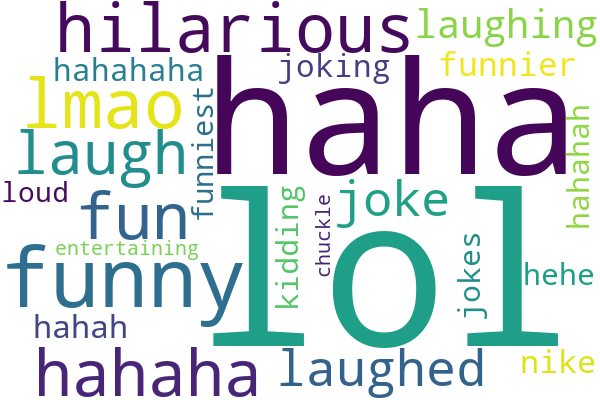 hilarious
laughing
hahahaha
joking
funnier
haha
lmao
funniest
hahahah
laugh
loud
lol
joke
kidding
chuckle
fun
entertaining
jokes
funny
hehe
hahah
hahaha
laughed
nike